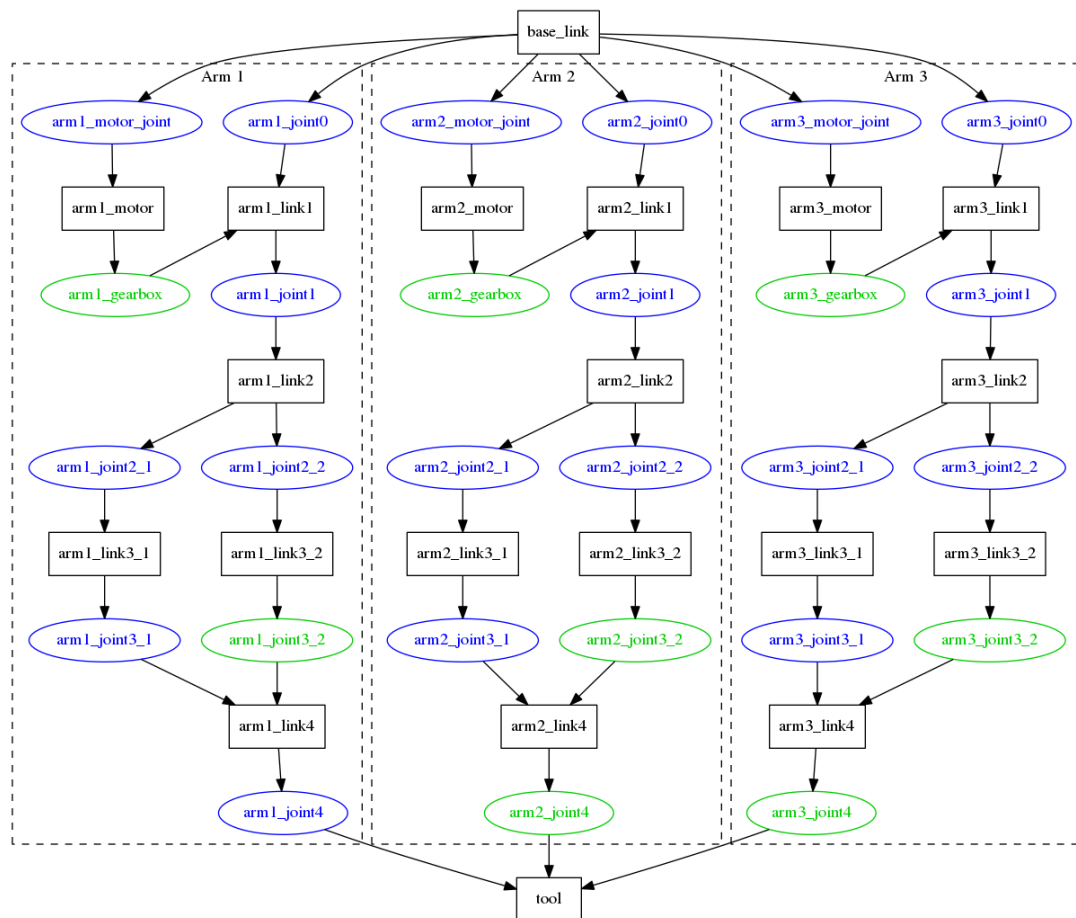 base_link
Arm 1
Arm 2
Arm 3
arm1_motor_joint
arm1_joint0
arm2_motor_joint
arm2_joint0
arm3_motor_joint
arm3_joint0
arm1_motor
arm1_link1
arm2_motor
arm2_link1
arm3_motor
arm3_link1
arm1_gearbox
arm1_joint1
arm2_gearbox
arm2_joint1
arm3_gearbox
arm3_joint1
arm1_link2
arm2_link2
arm3_link2
arm1_joint2_1
arm1_joint2_2
arm2_joint2_1
arm2_joint2_2
arm3_joint2_1
arm3_joint2_2
arm1_link3_1
arm1_link3_2
arm2_link3_1
arm2_link3_2
arm3_link3_1
arm3_link3_2
arm1_joint3_1
arm1_joint3_2
arm2_joint3_1
arm2_joint3_2
arm3_joint3_1
arm3_joint3_2
arm1_link4
arm2_link4
arm3_link4
arm1_joint4
arm2_joint4
arm3_joint4
tool